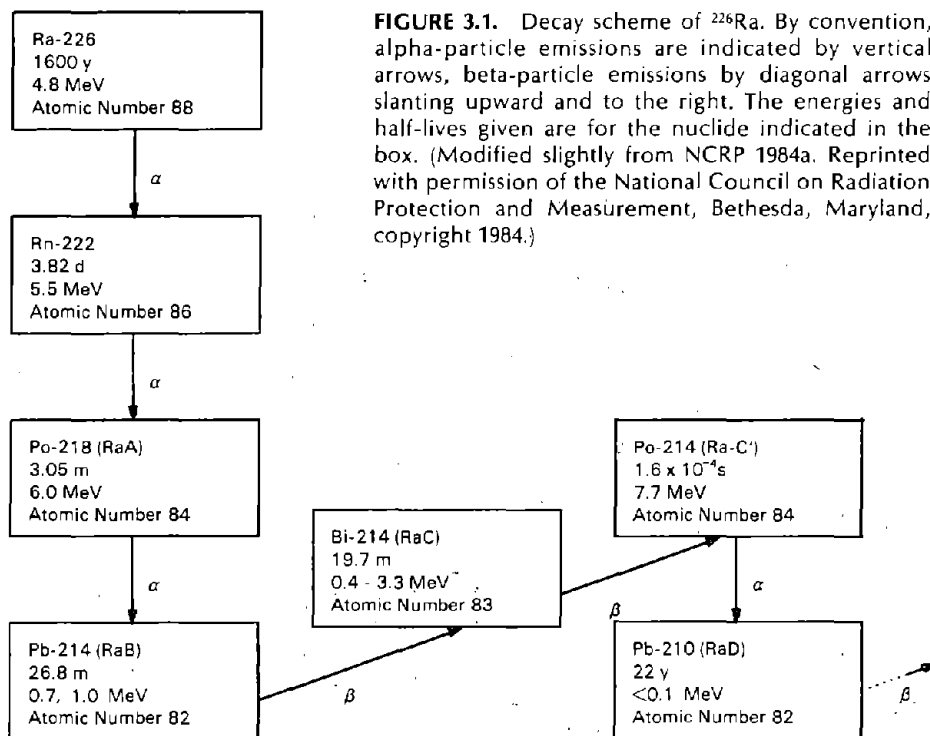 Ra-226
1600 y
4.8 MeV
Atomic Number 88
FIGURE 3.1. Decay scheme of ²²⁶Ra. By convention,
alpha-particle emissions are indicated by vertical
arrows, beta-particle emissions by diagonal arrows
slanting upward and to the right. The energies and
half-lives given are for the nuclide indicated in the
box. (Modified slightly from NCRP 1984a. Reprinted
with permission of the National Council on Radiation
Protection and Measurement, Bethesda, Maryland,
copyright 1984.)
α
Rn-222
3.82 d
5.5 MeV
Atomic Number 86
α
Po-218 (RaA)
3.05 m
6.0 MeV
Atomic Number 84
α
Pb-214 (RaB)
26.8 m
0.7, 1.0 MeV
Atomic Number 82
β
Bi-214 (RaC)
19.7 m
0.4 - 3.3 MeV
Atomic Number 83
β
Po-214 (Ra-C')
1.6 x 10⁻⁴s
7.7 MeV
Atomic Number 84
α
Pb-210 (RaD)
22 y
<0.1 MeV
Atomic Number 82
β